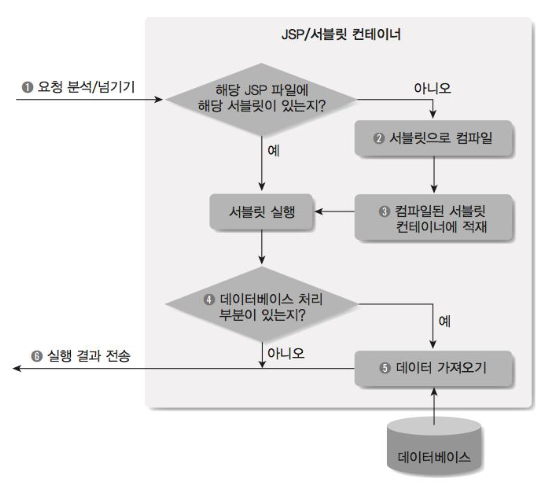 JSP/서블릿 컨테이너
❶ 요청 분석/넘기기
해당 JSP 파일에
해당 서블릿이 있는지?
아니오
❷ 서블릿으로 컴파일
예
서블릿 실행
❸ 컴파일된 서블릿
컨테이너에 적재
❹ 데이터베이스 처리
부분이 있는지?
예
아니오
❻ 실행 결과 전송
❺ 데이터 가져오기
데이터베이스